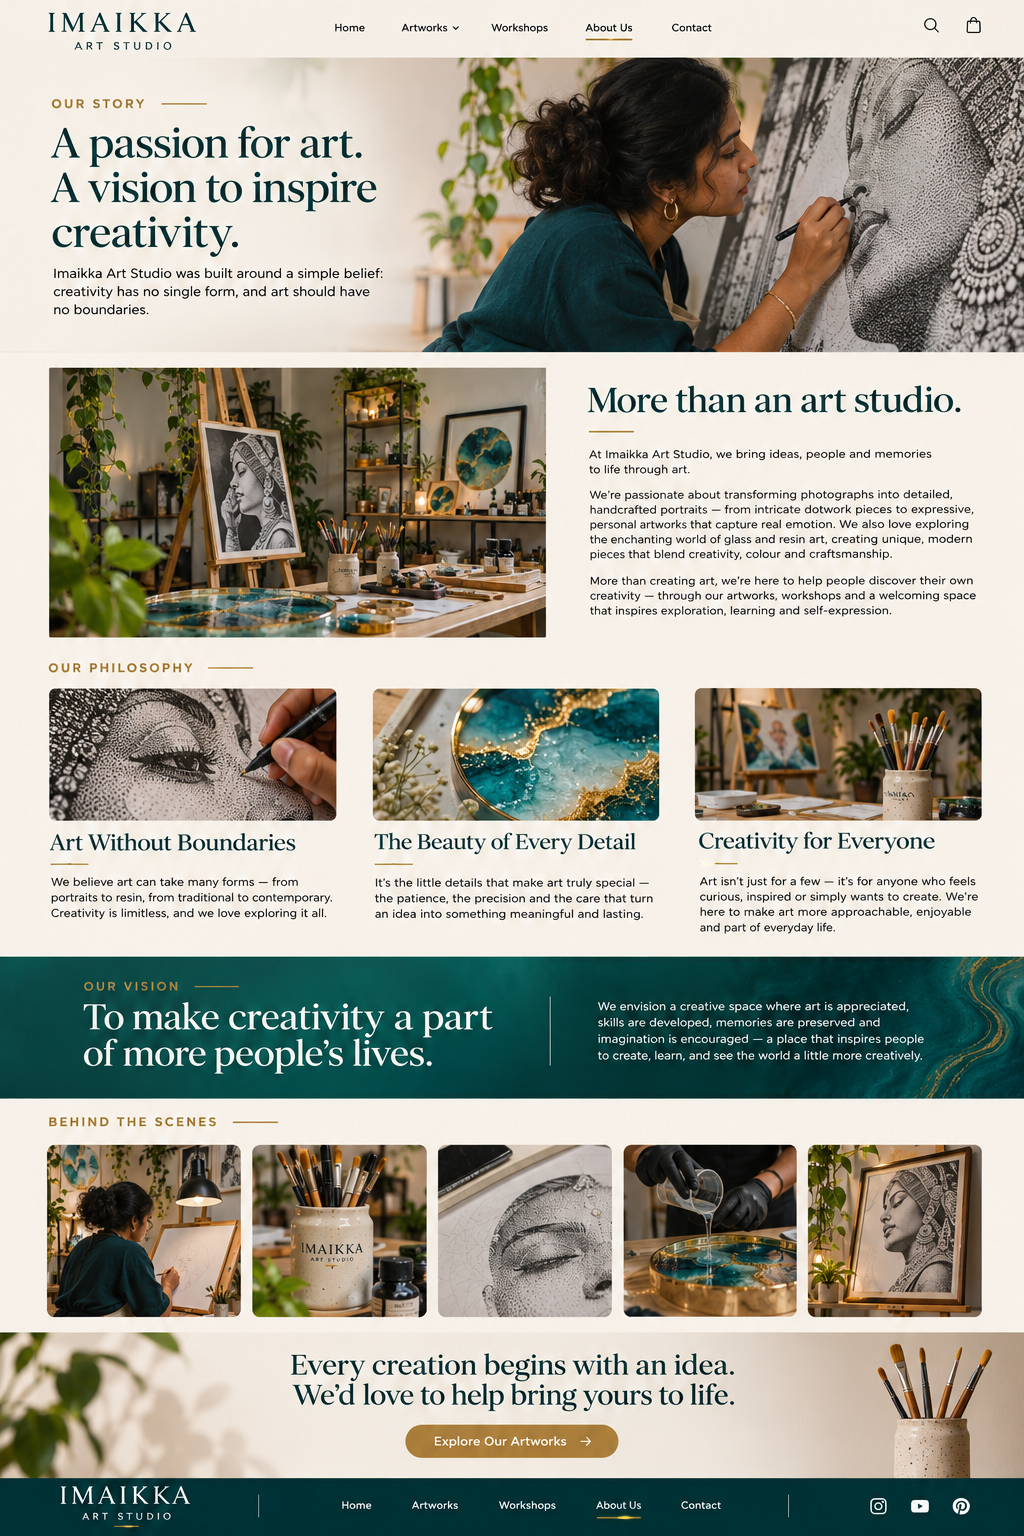 IMAIKKA
ART STUDIO
Home
Artworks
Workshops
About Us
Contact
OUR STORY
A passion for art.
A vision to inspire
creativity.
Imaikka Art Studio was built around a simple belief:
creativity has no single form, and art should have
no boundaries.
More than an art studio.
At Imaikka Art Studio, we bring ideas, people and memories
to life through art.
We're passionate about transforming photographs into detailed,
handcrafted portraits — from intricate dotwork pieces to expressive,
personal artworks that capture real emotion. We also love exploring
the enchanting world of glass and resin art, creating unique, modern
pieces that blend creativity, colour and craftsmanship.
More than creating art, we're here to help people discover their own
creativity — through our artworks, workshops and a welcoming space
that inspires exploration, learning and self-expression.
OUR PHILOSOPHY
Art Without Boundaries
We believe art can take many forms — from
portraits to resin, from traditional to contemporary.
Creativity is limitless, and we love exploring it all.
The Beauty of Every Detail
It's the little details that make art truly special —
the patience, the precision and the care that turn
an idea into something meaningful and lasting.
Creativity for Everyone
Art isn't just for a few — it's for anyone who feels
curious, inspired or simply wants to create. We're
here to make art more approachable, enjoyable
and part of everyday life.
OUR VISION
To make creativity a part
of more people's lives.
We envision a creative space where art is appreciated,
skills are developed, memories are preserved and
imagination is encouraged — a place that inspires people
to create, learn, and see the world a little more creatively.
BEHIND THE SCENES
IMAIKKA
ART STUDIO
Every creation begins with an idea.
We'd love to help bring yours to life.
Explore Our Artworks →
IMAIKKA
ART STUDIO
Home
Artworks
Workshops
About Us
Contact